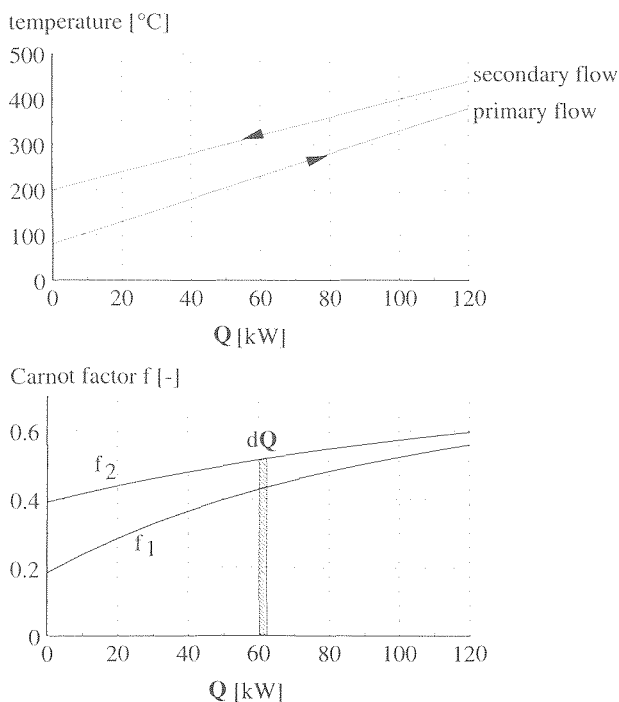 temperature [°C]
500
400
300
200
100
0
secondary flow
primary flow
0 20 40 60 80 100 120
Q [kW]
Carnot factor f [-]
0.6
0.4
0.2
0
dQ
f2
f1
0 20 40 60 80 100 120
Q [kW]